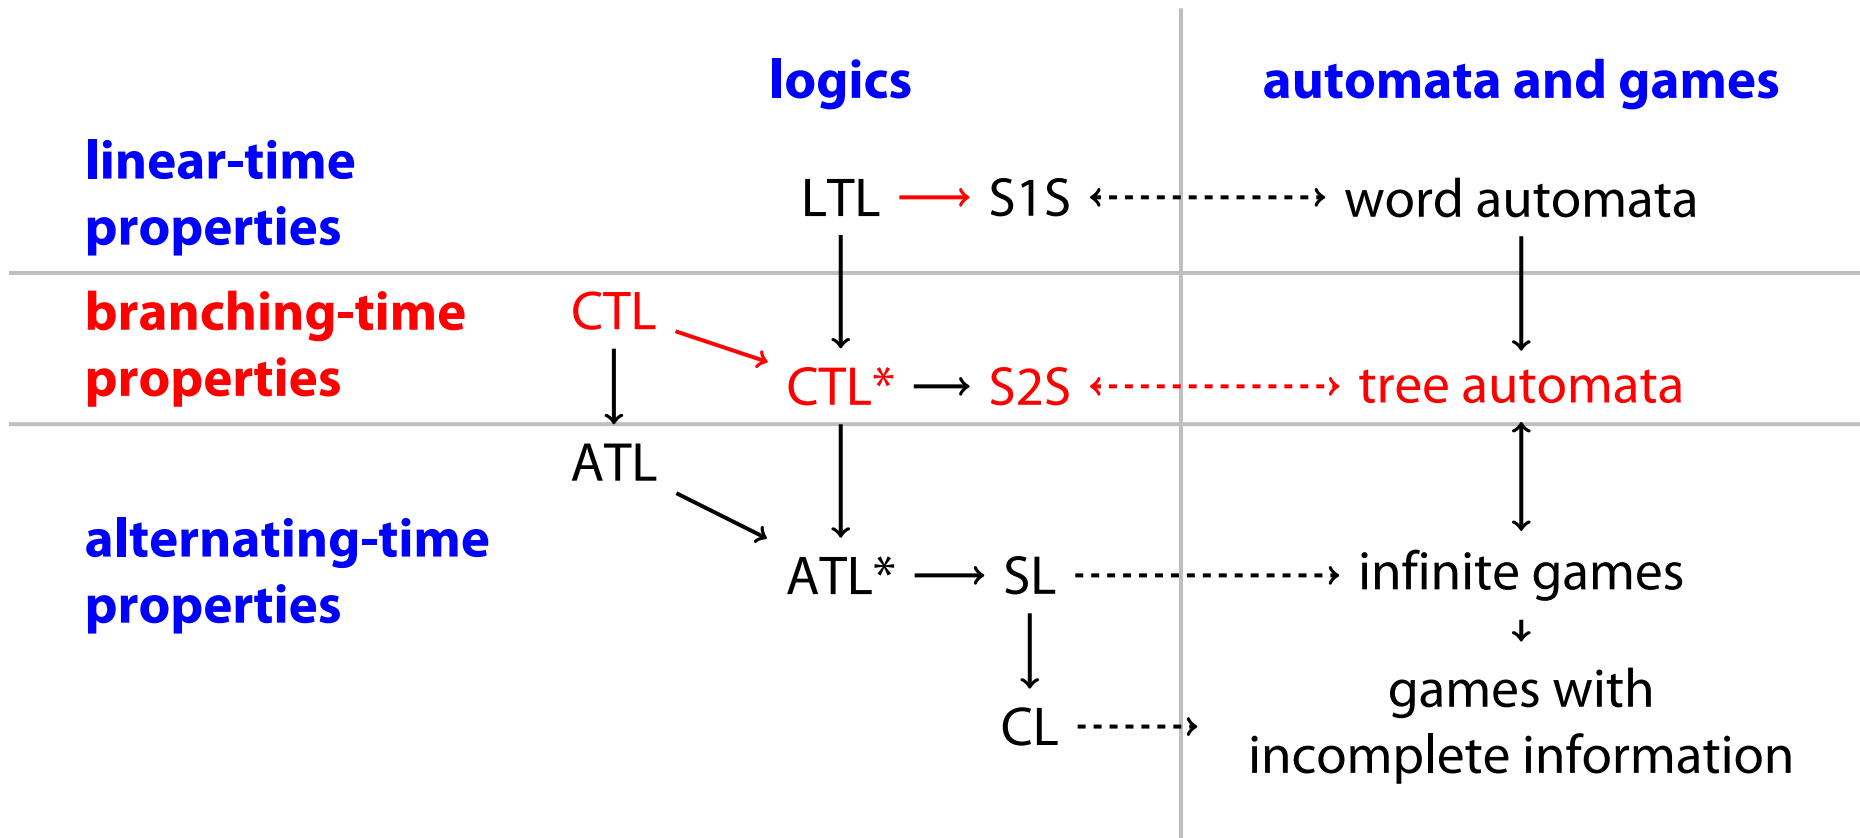 logics
automata and games
linear-time
properties
LTL
S1S
word automata
branching-time
properties
CTL
CTL*
S2S
tree automata
ATL
alternating-time
properties
ATL*
SL
infinite games
CL
games with
incomplete information